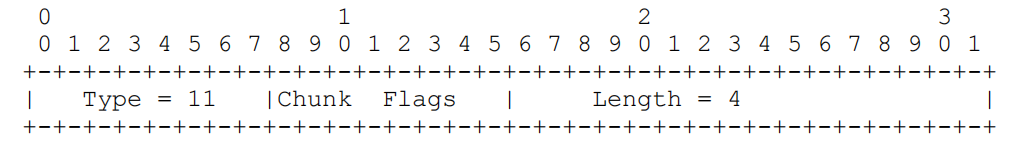 0                   1                   2                   3
 0 1 2 3 4 5 6 7 8 9 0 1 2 3 4 5 6 7 8 9 0 1 2 3 4 5 6 7 8 9 0 1
+-+-+-+-+-+-+-+-+-+-+-+-+-+-+-+-+-+-+-+-+-+-+-+-+-+-+-+-+-+-+-+-+
|   Type = 11   |Chunk  Flags   |     Length = 4                |
+-+-+-+-+-+-+-+-+-+-+-+-+-+-+-+-+-+-+-+-+-+-+-+-+-+-+-+-+-+-+-+-+